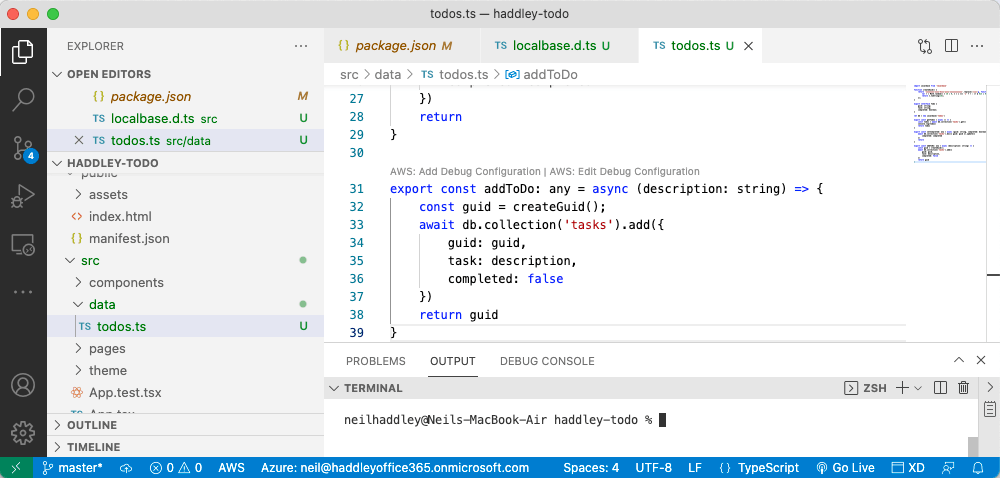 todos.ts — haddley-todo
EXPLORER
OPEN EDITORS
{} package.json M
localbase.d.ts src U
TS todos.ts src/data U
HADDLEY-TODO
public
assets
<> index.html
{} manifest.json
src
components
data
TS todos.ts U
pages
theme
App.test.tsx
App.tsx
OUTLINE
TIMELINE
4
{} package.json M
TS localbase.d.ts U
TS todos.ts U
src > data > TS todos.ts > addToDo
27 })
28 return
29 }
30
AWS: Add Debug Configuration | AWS: Edit Debug Configuration
31 export const addToDo: any = async (description: string) => {
32 const guid = createGuid();
33 await db.collection('tasks').add({
34 guid: guid,
35 task: description,
36 completed: false
37 })
38 return guid
39 }
PROBLEMS OUTPUT DEBUG CONSOLE
TERMINAL
ZSH
neilhaddley@Neils-MacBook-Air haddley-todo %
master* 0 0 AWS Azure: neil@haddleyoffice365.onmicrosoft.com Spaces: 4 UTF-8 LF {} TypeScript Go Live XD